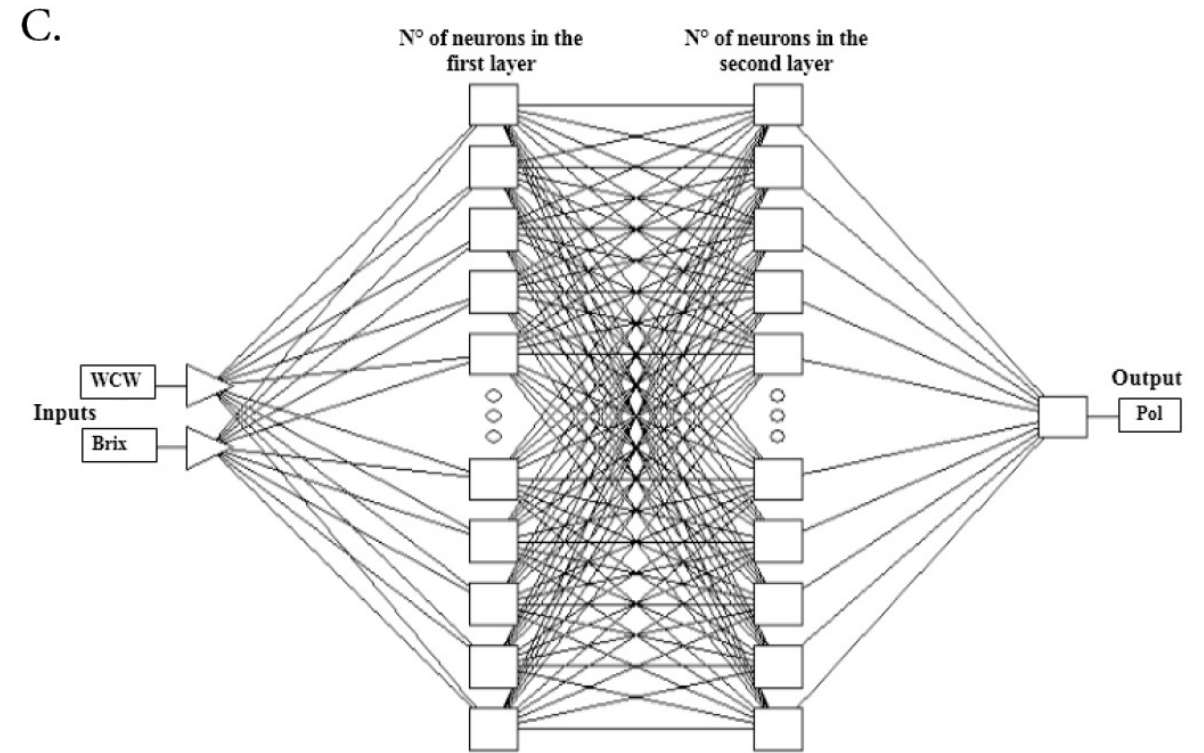 C.
N° of neurons in the
first layer
N° of neurons in the
second layer
WCW
Inputs
Brix
Output
Pol